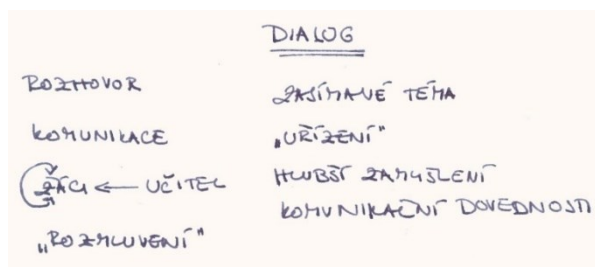 DIALOG
ROZHOVOR
KOMUNIKACE
ŽÁCI ← UČITEL
„ROZMLUVENÍ"
ZAJÍMAVÉ TÉMA
„UŘÍZENÍ"
HLUBŠÍ ZAMYŠLENÍ
KOMUNIKAČNÍ DOVEDNOSTI